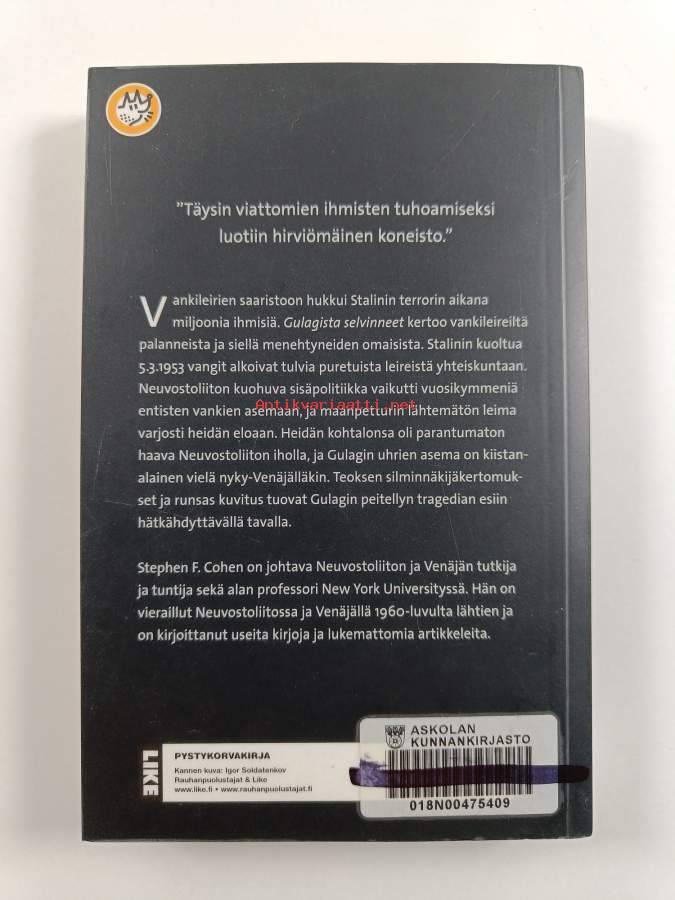 ”Täysin viattomien ihmisten tuhoamiseksi
luotiin hirviömäinen koneisto.”
Vankileirien saaristoon hukkui Stalinin terrorin aikana
miljoonia ihmisiä. Gulagista selvinneet kertoo vankileireiltä
palanneista ja siellä menehtyneiden omaisista. Stalinin kuoltua
5.3.1953 vangit alkoivat tulvia puretuista leireistä yhteiskuntaan.
Neuvostoliiton kuohuva sisäpolitiikka vaikutti vuosikymmeniä
Antikvariaatti.net
entisten vankien asemaan, ja maanpetturin lähtemätön leima
varjosti heidän eloaan. Heidän kohtalonsa oli parantumaton
haava Neuvostoliiton iholla, ja Gulagin uhrien asema on kiistan-
alainen vielä nyky-Venäjälläkin. Teoksen silminnäkijäkertomuk-
set ja runsas kuvitus tuovat Gulagin peitellyn tragedian esiin
hätkähdyttävällä tavalla.
Stephen F. Cohen on johtava Neuvostoliiton ja Venäjän tutkija
ja tuntija sekä alan professori New York Universityssä. Hän on
vieraillut Neuvostoliitossa ja Venäjällä 1960-luvulta lähtien ja
on kirjoittanut useita kirjoja ja lukemattomia artikkeleita.
LIKE
PYSTYKORVAKIRJA
Kannen kuva: Igor Soldatenkov
Rauhanpuolustajat & Like
www.like.fi • www.rauhanpuolustajat.fi
ASKOLAN
KUNNANKIRJASTO
018N00475409